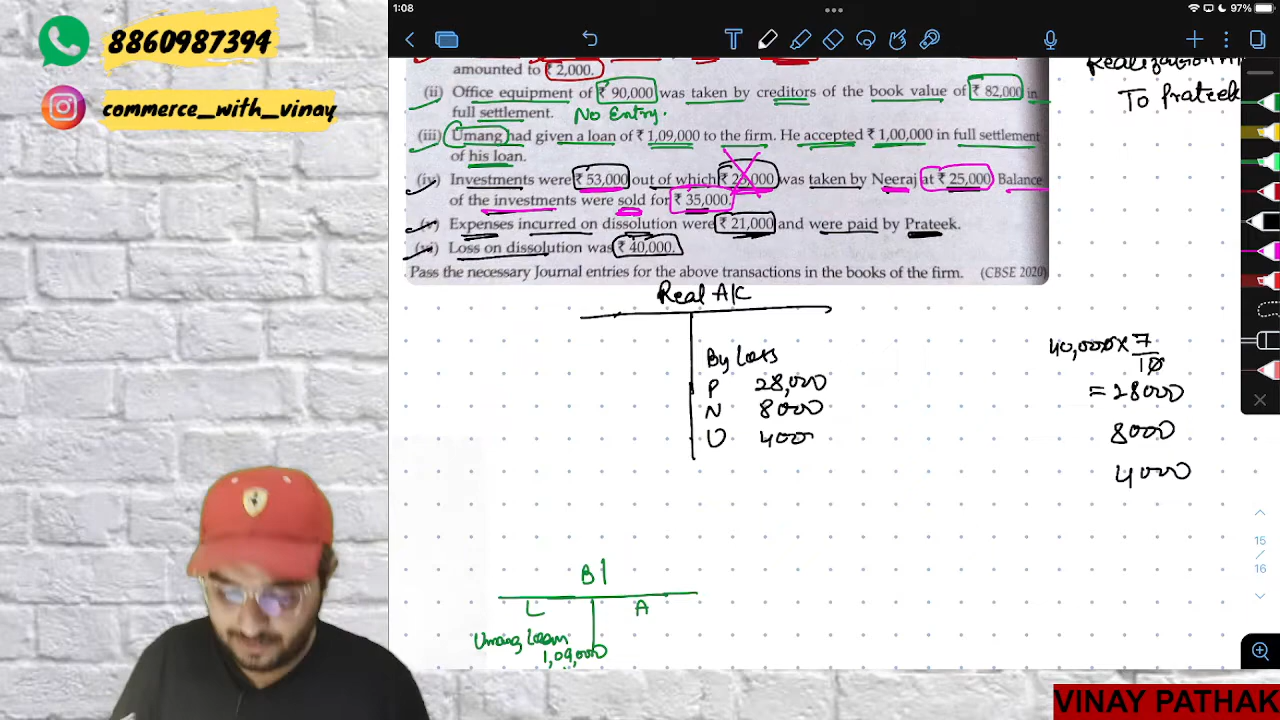 8860987394
commerce_with_vinay
1:08
97%
amounted to ₹ 2,000.
(ii) Office equipment of ₹ 90,000 was taken by creditors of the book value of ₹ 82,000 in
full settlement. No Entry.
(iii) Umang had given a loan of ₹ 1,09,000 to the firm. He accepted ₹ 1,00,000 in full settlement
of his loan.
(iv) Investments were ₹ 53,000 out of which ₹ 23,000 was taken by Neeraj at ₹ 25,000. Balance
of the investments were sold for ₹ 35,000.
(v) Expenses incurred on dissolution were ₹ 21,000 and were paid by Prateek.
(vi) Loss on dissolution was ₹ 40,000.
Pass the necessary Journal entries for the above transactions in the books of the firm. (CBSE 2020)
To Prateek
Real A/C
By Loss
P 28,000
N 8000
U 4000
40,000 x 7/10
= 28000
8000
4000
B/
L A
Umang Loan
1,09,000
15
/
16
VINAY PATHAK